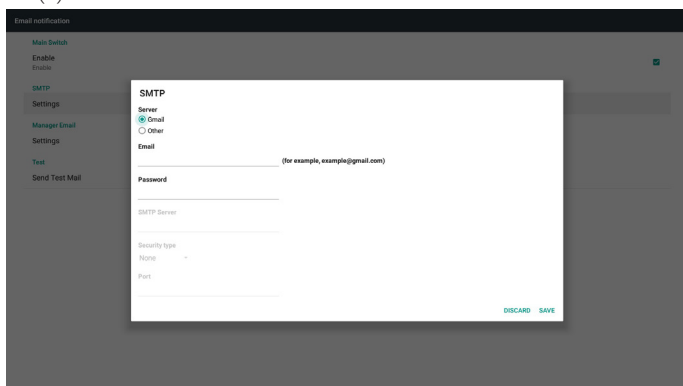 Email notification
Main Switch
Enable
Enable
SMTP
Settings
Manager Email
Settings
Test
Send Test Mail
SMTP
Server
Gmail
Other
Email
(for example, example@gmail.com)
Password
SMTP Server
Security type
None
Port
DISCARD SAVE